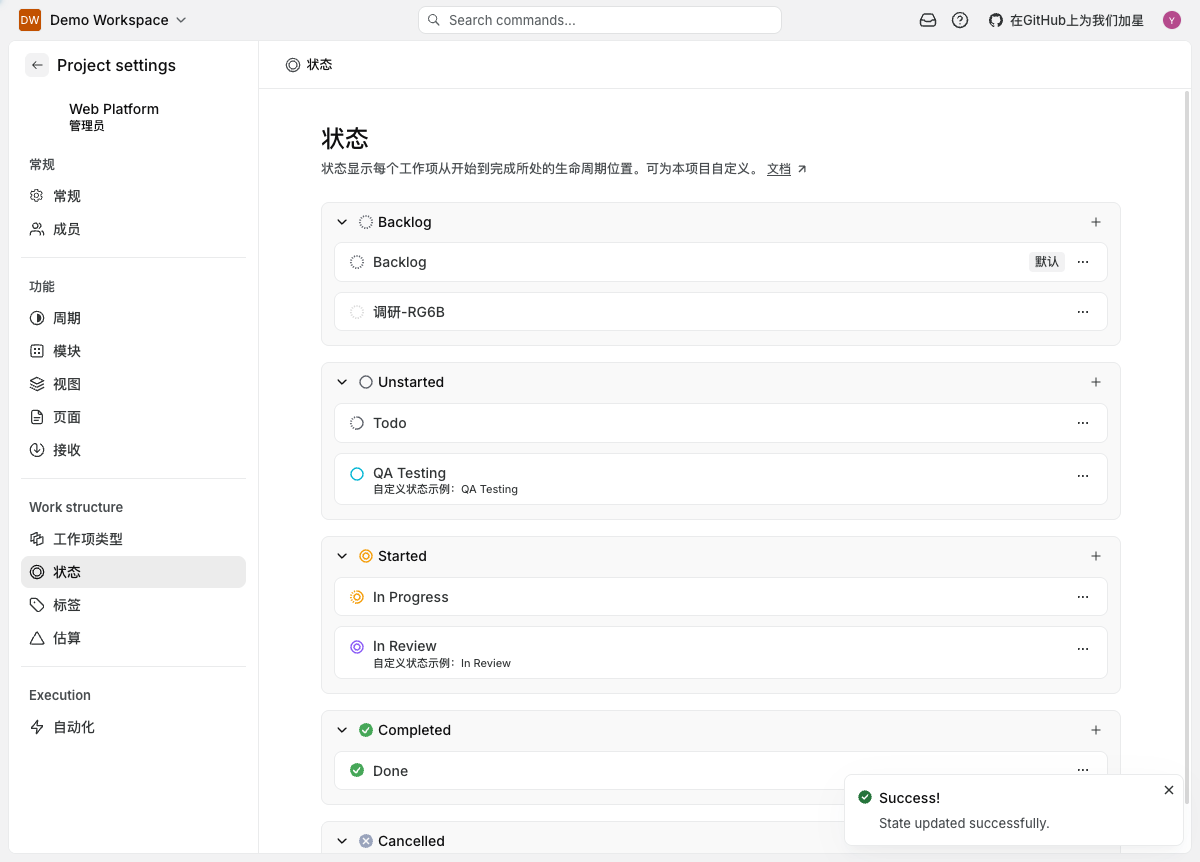 DW Demo Workspace
Search commands...
在GitHub上为我们加星
Y
Project settings
Web Platform
管理员
常规
常规
成员
功能
周期
模块
视图
页面
接收
Work structure
工作项类型
状态
标签
估算
Execution
自动化
状态
状态
状态显示每个工作项从开始到完成所处的生命周期位置。可为本项目自定义。 文档
Backlog
Backlog 默认
调研-RG6B
Unstarted
Todo
QA Testing
自定义状态示例：QA Testing
Started
In Progress
In Review
自定义状态示例：In Review
Completed
Done
Cancelled
Success!
State updated successfully.